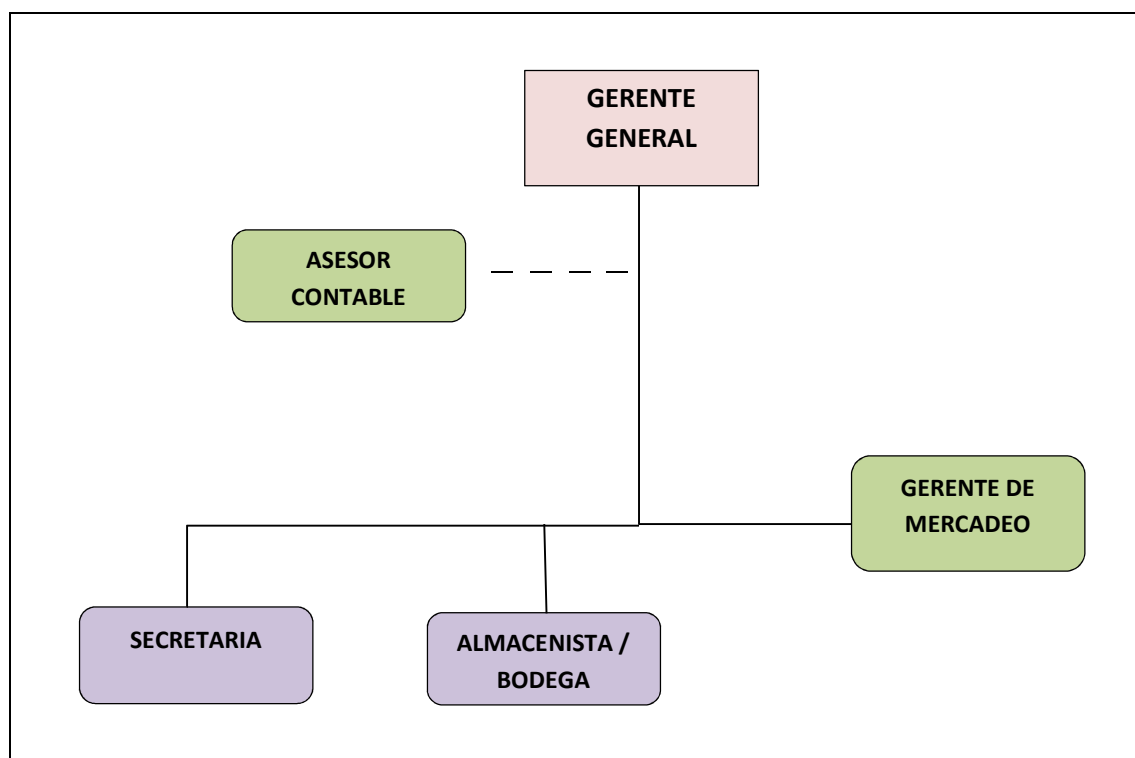 GERENTE
GENERAL
ASESOR
CONTABLE
GERENTE DE
MERCADEO
SECRETARIA
ALMACENISTA /
BODEGA